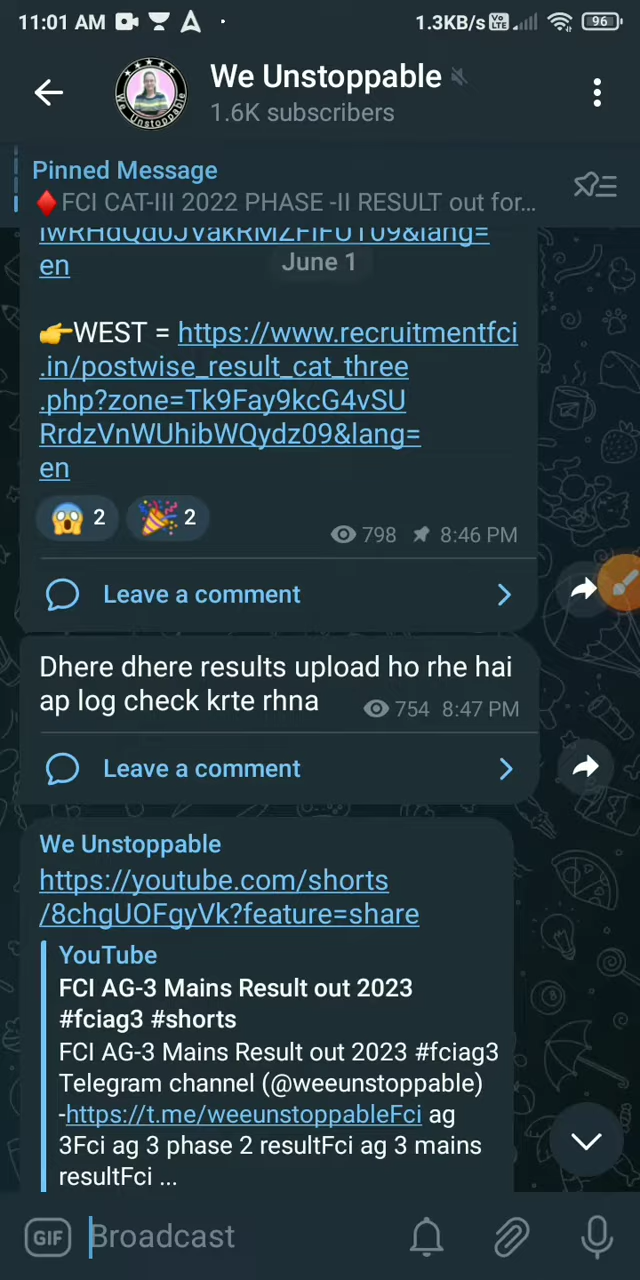 11:01 AM 1.3KB/s Vo LTE 96
We Unstoppable
1.6K subscribers
Pinned Message
FCI CAT-III 2022 PHASE -II RESULT out for...
en
June 1
👉WEST = https://www.recruitmentfci
.in/postwise_result_cat_three
.php?zone=Tk9Fay9kcG4vSU
RrdzVnWUhibWQydz09&lang=
en
😱 2 🎉 2 798 8:46 PM
Leave a comment
Dhere dhere results upload ho rhe hai
ap log check krte rhna 754 8:47 PM
Leave a comment
We Unstoppable
https://youtube.com/shorts
/8chgUOFgyVk?feature=share
YouTube
FCI AG-3 Mains Result out 2023
#fciag3 #shorts
FCI AG-3 Mains Result out 2023 #fciag3
Telegram channel (@weeunstoppable)
-https://t.me/weeunstoppableFci ag
3Fci ag 3 phase 2 resultFci ag 3 mains
resultFci ...
GIF Broadcast